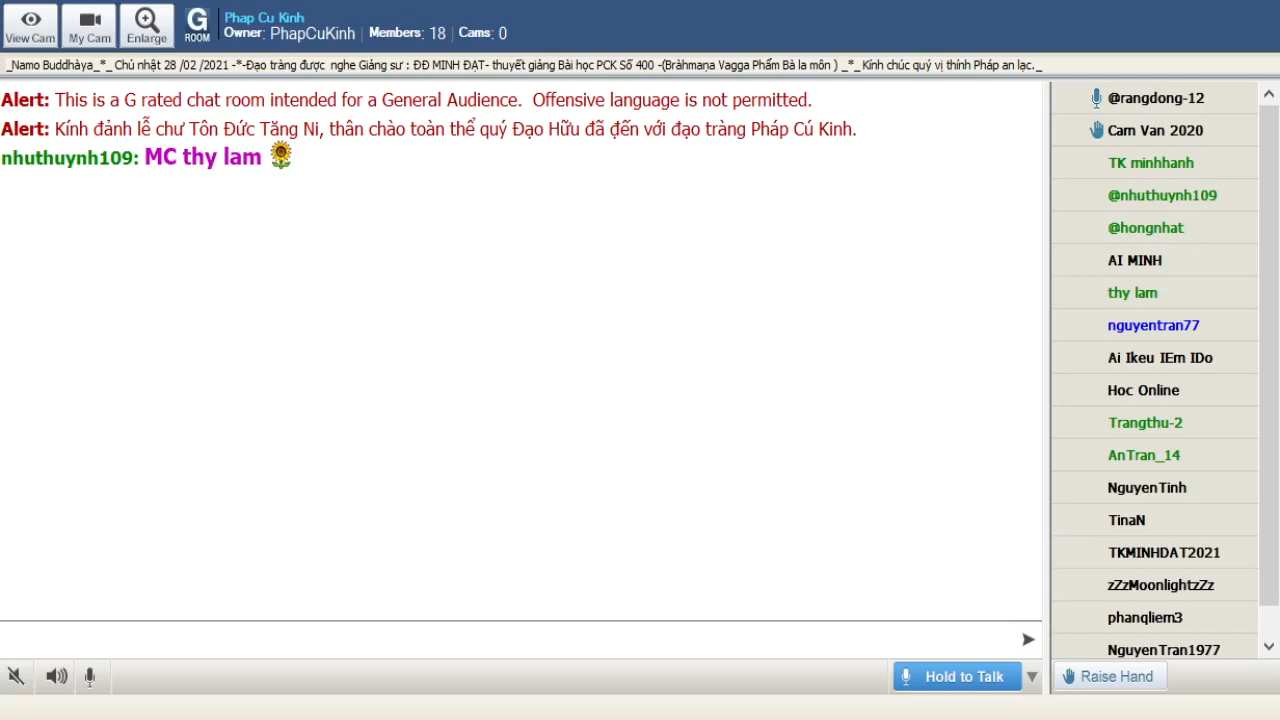 View Cam
My Cam
Enlarge
G
ROOM
Phap Cu Kinh
Owner: PhapCuKinh | Members: 18 | Cams: 0
_Namo Buddhàya_*_ Chủ nhật 28 /02 /2021 -*-Đạo tràng được nghe Giảng sư : ĐĐ MINH ĐẠT- thuyết giảng Bài học PCK Số 400 -(Bràhmaṇa Vagga Phẩm Bà la môn ) _*_ Kính chúc quý vị thính Pháp an lạc._
Alert: This is a G rated chat room intended for a General Audience. Offensive language is not permitted.
Alert: Kính đảnh lễ chư Tôn Đức Tăng Ni, thân chào toàn thể quý Đạo Hữu đã đến với đạo tràng Pháp Cú Kinh.
nhuthuynh109: MC thy lam
@rangdong-12
Cam Van 2020
TK minhhanh
@nhuthuynh109
@hongnhat
AI MINH
thy lam
nguyentran77
Ai Ikeu IEm IDo
Hoc Online
Trangthu-2
AnTran_14
NguyenTinh
TinaN
TKMINHDAT2021
zZzMoonlightzZz
phanqliem3
NguyenTran1977
Hold to Talk
Raise Hand